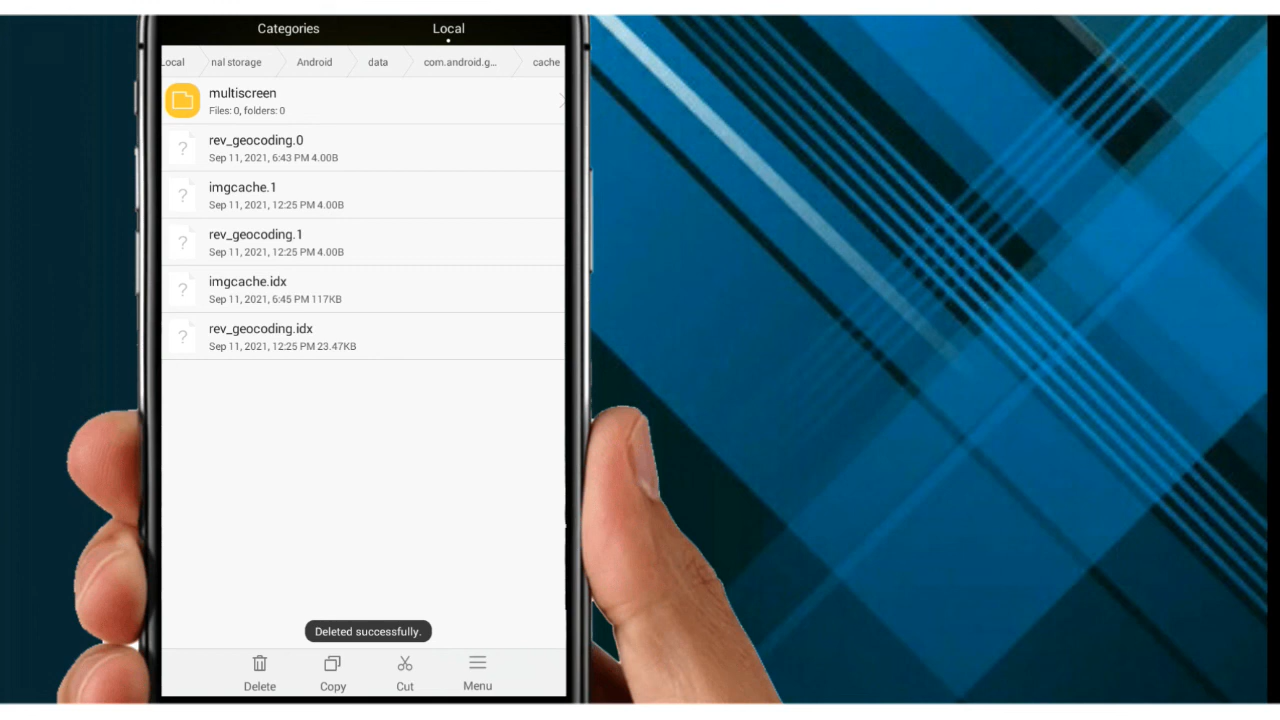 Categories Local
Local nal storage Android data com.android.g... cache
multiscreen
Files: 0, folders: 0
rev_geocoding.0
Sep 11, 2021, 6:43 PM 4.00B
imgcache.1
Sep 11, 2021, 12:25 PM 4.00B
rev_geocoding.1
Sep 11, 2021, 12:25 PM 4.00B
imgcache.idx
Sep 11, 2021, 6:45 PM 117KB
rev_geocoding.idx
Sep 11, 2021, 12:25 PM 23.47KB
Deleted successfully.
Delete Copy Cut Menu